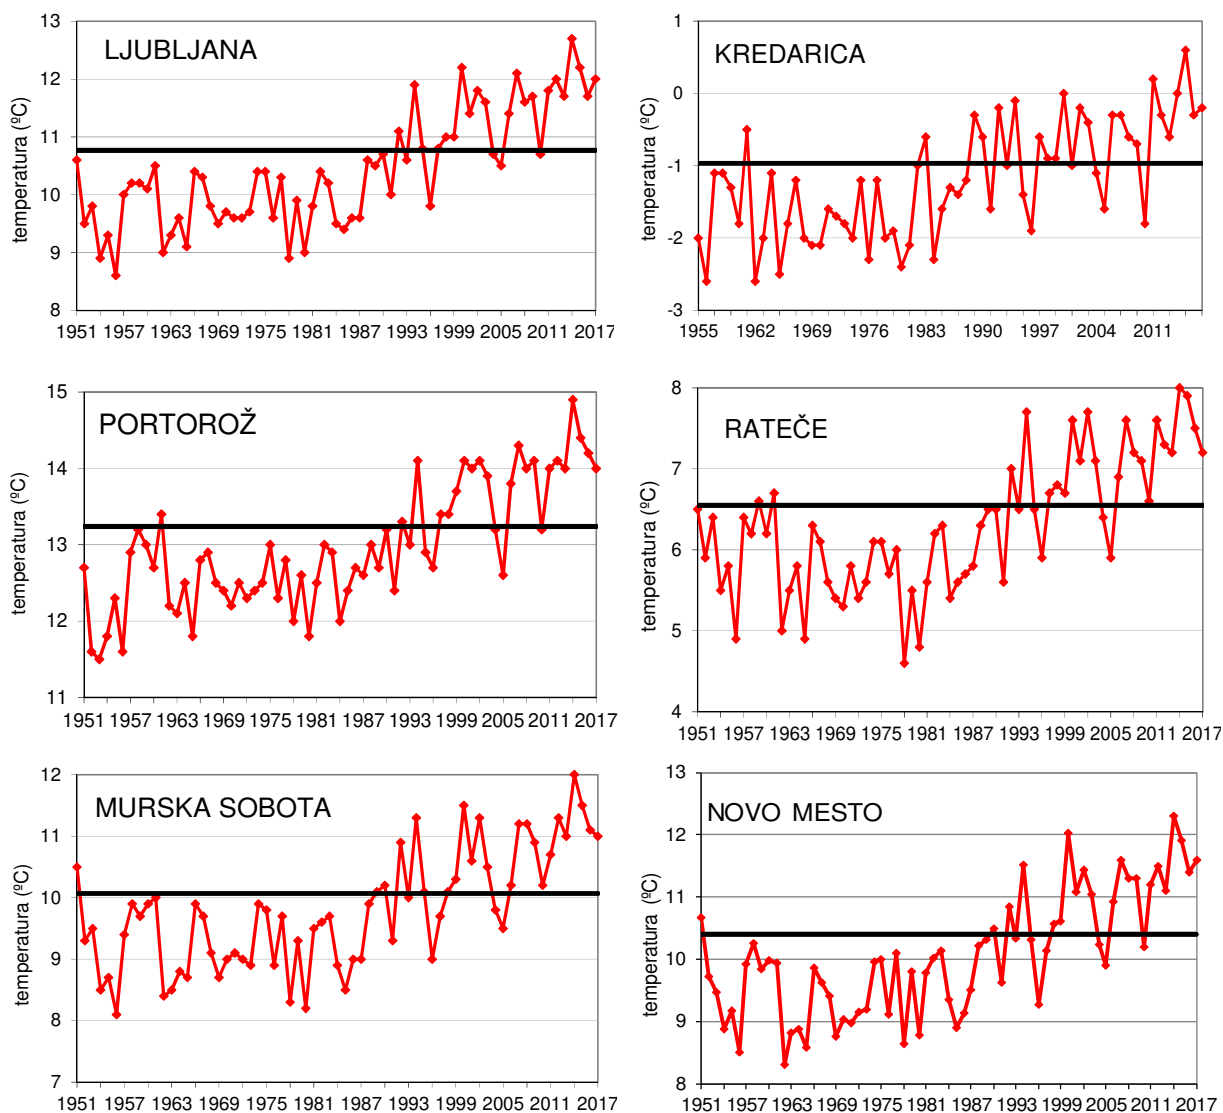 LJUBLJANA
temperatura (ºC)
13
12
11
10
9
8
1951 1957 1963 1969 1975 1981 1987 1993 1999 2005 2011 2017
KREDARICA
temperatura (ºC)
1
0
-1
-2
-3
1955 1962 1969 1976 1983 1990 1997 2004 2011
PORTOROŽ
temperatura (ºC)
15
14
13
12
11
1951 1957 1963 1969 1975 1981 1987 1993 1999 2005 2011 2017
RATEČE
temperatura (ºC)
8
7
6
5
4
1951 1957 1963 1969 1975 1981 1987 1993 1999 2005 2011 2017
MURSKA SOBOTA
temperatura (ºC)
12
11
10
9
8
7
1951 1957 1963 1969 1975 1981 1987 1993 1999 2005 2011 2017
NOVO MESTO
temperatura (ºC)
13
12
11
10
9
8
1951 1957 1963 1969 1975 1981 1987 1993 1999 2005 2011 2017